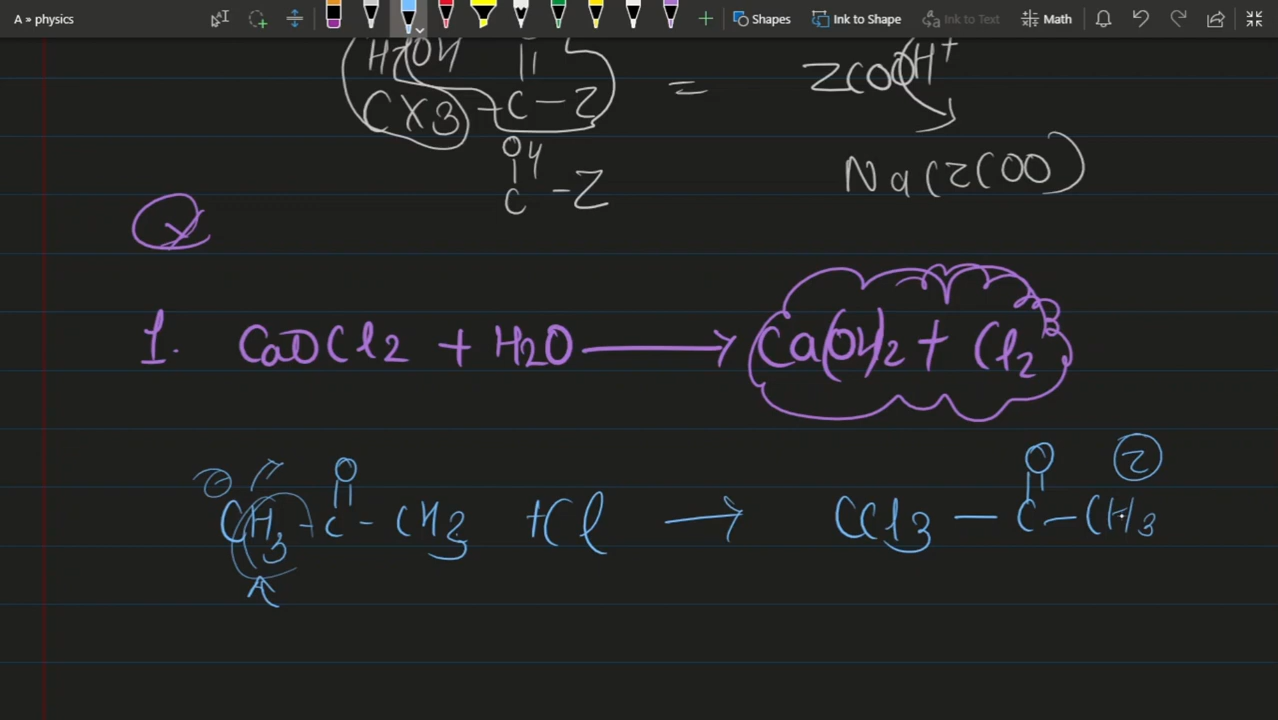 A » physics
Shapes Ink to Shape Ink to Text Math
H2OH
CX3 - C - Z = ZCOOH+
OH
C - Z
Na(ZCOO)
Q
1. CaOCl2 + H2O → Ca(OH)2 + Cl2
O O Z
CH3 - C - CH3 + Cl → CCl3 - C - CH3